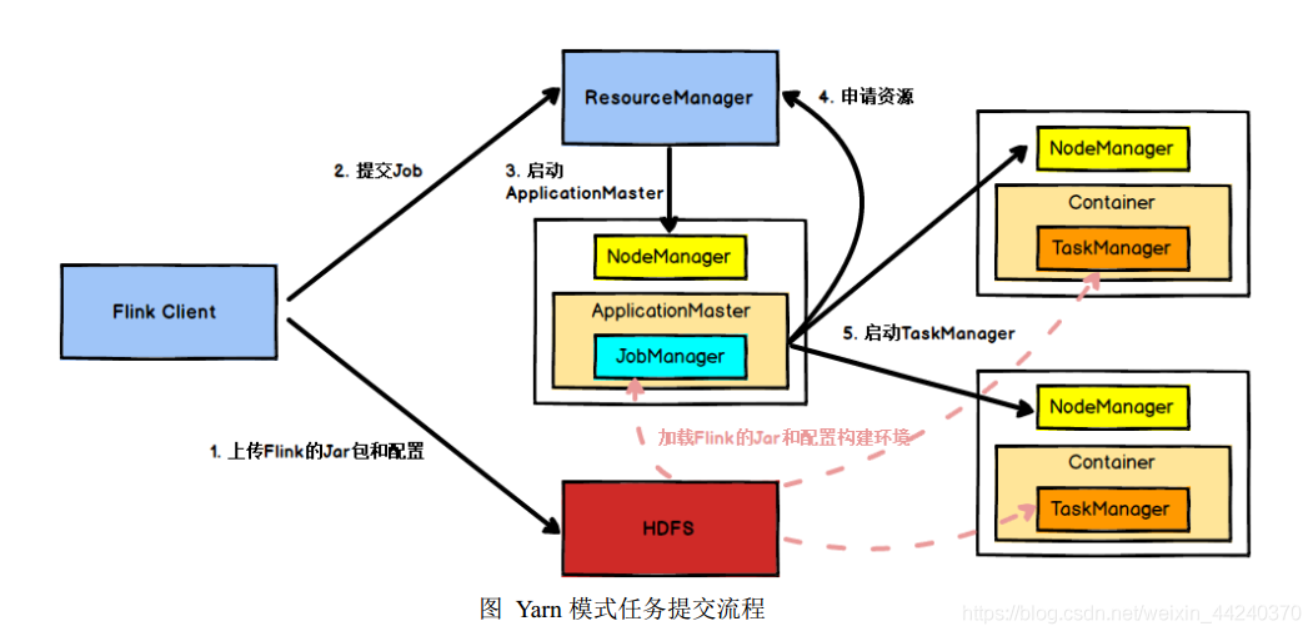 ResourceManager
4. 申请资源
NodeManager
Container
TaskManager
2. 提交Job
3. 启动
ApplicationMaster
NodeManager
ApplicationMaster
JobManager
Flink Client
5. 启动TaskManager
NodeManager
Container
TaskManager
1. 上传Flink的Jar包和配置
加载Flink的Jar和配置构建环境
HDFS
图 Yarn 模式任务提交流程
https://blog.csdn.net/weixin_44240370